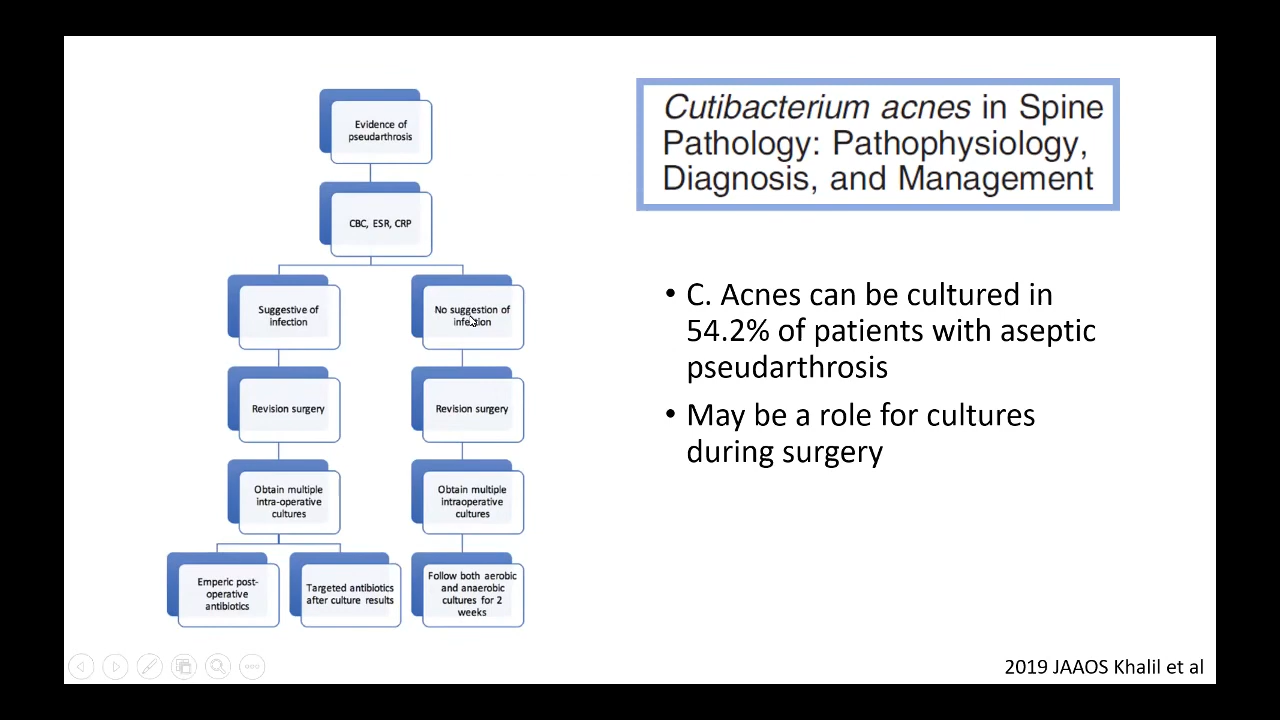 Evidence of
pseudarthrosis
CBC, ESR, CRP
Suggestive of
infection
No suggestion of
infection
Revision surgery
Revision surgery
Obtain multiple
intra-operative
cultures
Obtain multiple
intraoperative
cultures
Emperic post-
operative
antibiotics
Targeted antibiotics
after culture results
Follow both aerobic
and anaerobic
cultures for 2
weeks
Cutibacterium acnes in Spine
Pathology: Pathophysiology,
Diagnosis, and Management
• C. Acnes can be cultured in
54.2% of patients with aseptic
pseudarthrosis
• May be a role for cultures
during surgery
2019 JAAOS Khalil et al